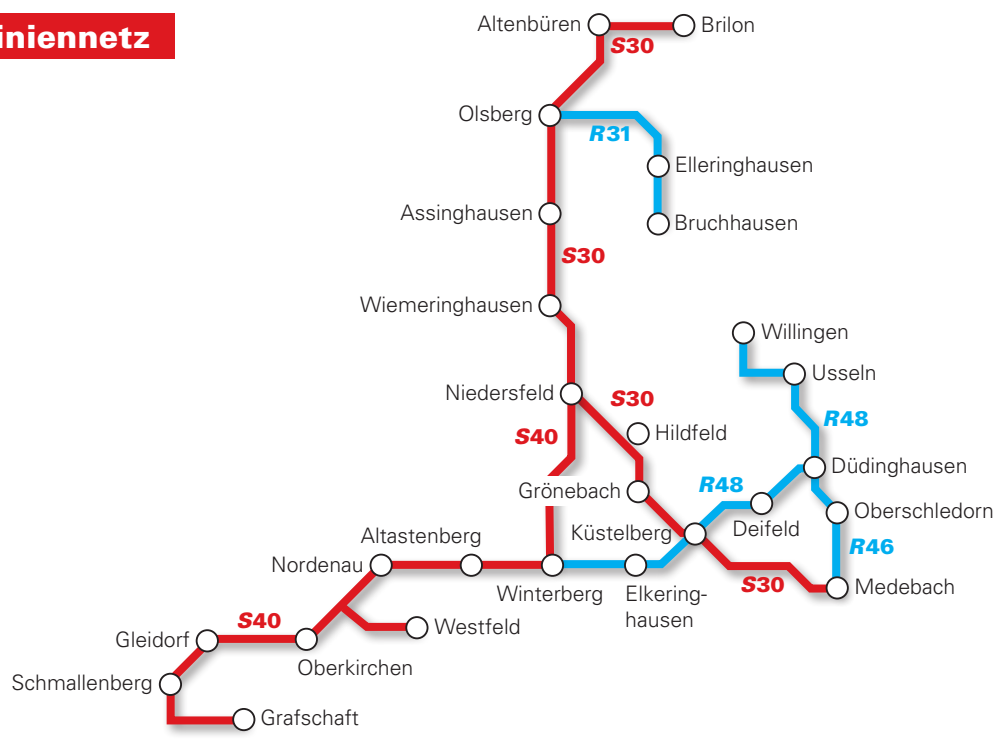 iniennetz
Altenbüren
Brilon
S30
Olsberg
R31
Elleringhausen
Assinghausen
Bruchhausen
S30
Wiemeringhausen
Willingen
Usseln
Niedersfeld
S30
R48
Hildfeld
S40
Düdinghausen
Grönebach
R48
Oberschledorn
Küstelberg
Deifeld
Altastenberg
R46
Nordenau
S30
Medebach
Winterberg
Elkering-
hausen
S40
Westfeld
Gleidorf
Oberkirchen
Schmallenberg
Grafschaft